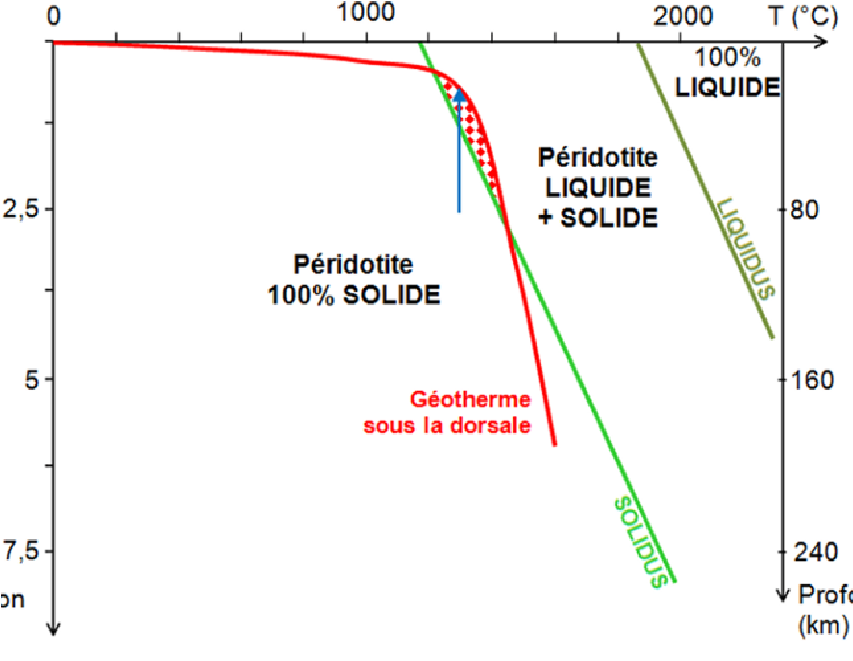 0 1000 2000 T (°C)
100%
LIQUIDE
Péridotite
LIQUIDE
+ SOLIDE
2,5 80
LIQUIDUS
Péridotite
100% SOLIDE
5 160
Géotherme
sous la dorsale
SOLIDUS
7,5 240
on Profo
(km)